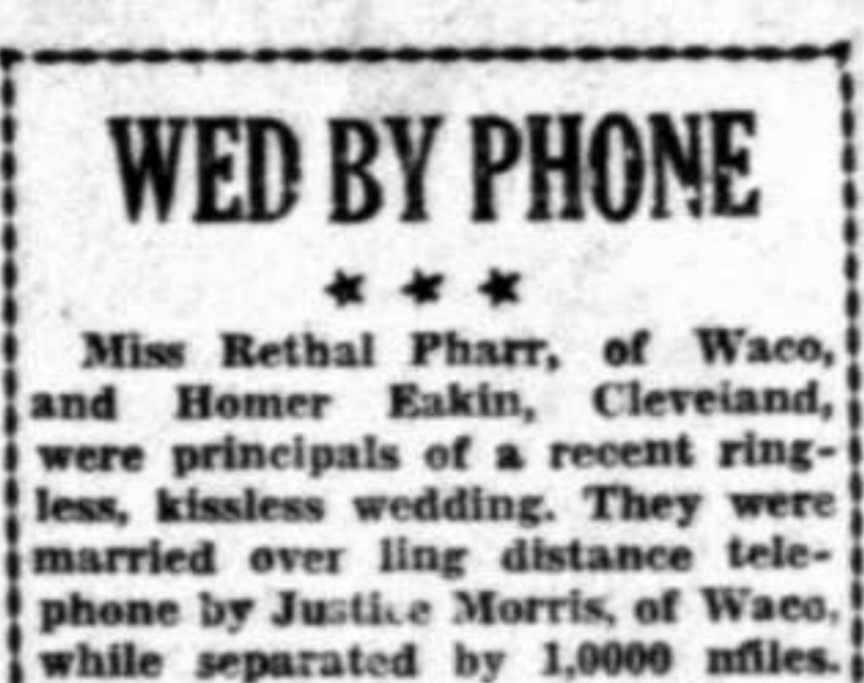 WED BY PHONE
★ ★ ★
Miss Rethal Pharr, of Waco,
and Homer Eakin, Cleveland,
were principals of a recent ring-
less, kissless wedding. They were
married over ling distance tele-
phone by Justice Morris, of Waco,
while separated by 1,0000 mfiles.